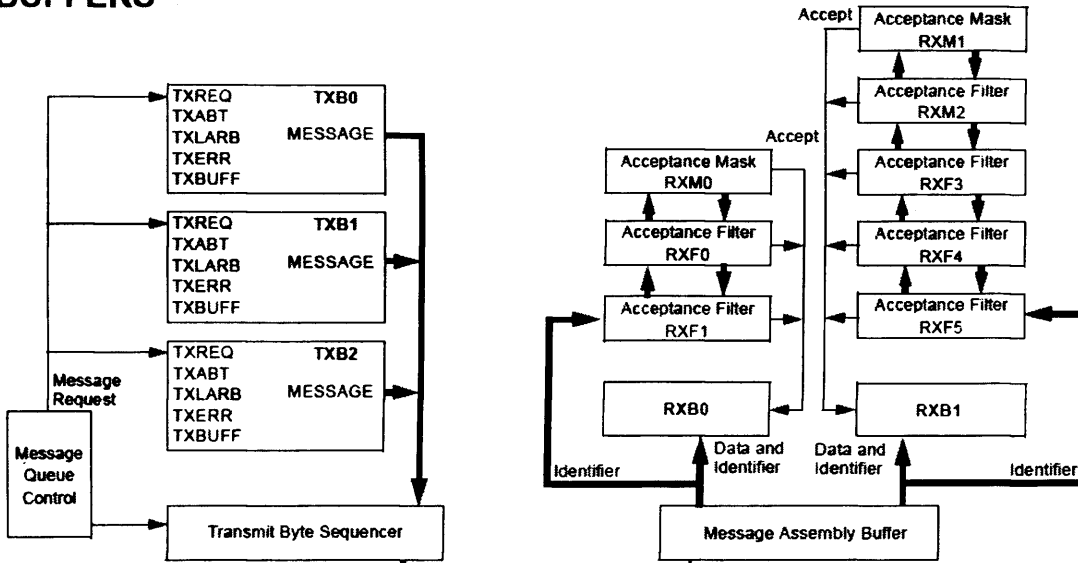 TXREQ TXB0
TXABT
TXLARB MESSAGE
TXERR
TXBUFF
TXREQ TXB1
TXABT
TXLARB MESSAGE
TXERR
TXBUFF
TXREQ TXB2
TXABT
TXLARB MESSAGE
TXERR
TXBUFF
Message
Request
Message
Queue
Control
Transmit Byte Sequencer
Accept
Acceptance Mask
RXM1
Acceptance Filter
RXM2
Accept
Acceptance Mask
RXM0
Acceptance Filter
RXF3
Acceptance Filter
RXF0
Acceptance Filter
RXF4
Acceptance Filter
RXF1
Acceptance Filter
RXF5
RXB0
RXB1
Data and
Identifier
Data and
Identifier
Identifier
Identifier
Message Assembly Buffer